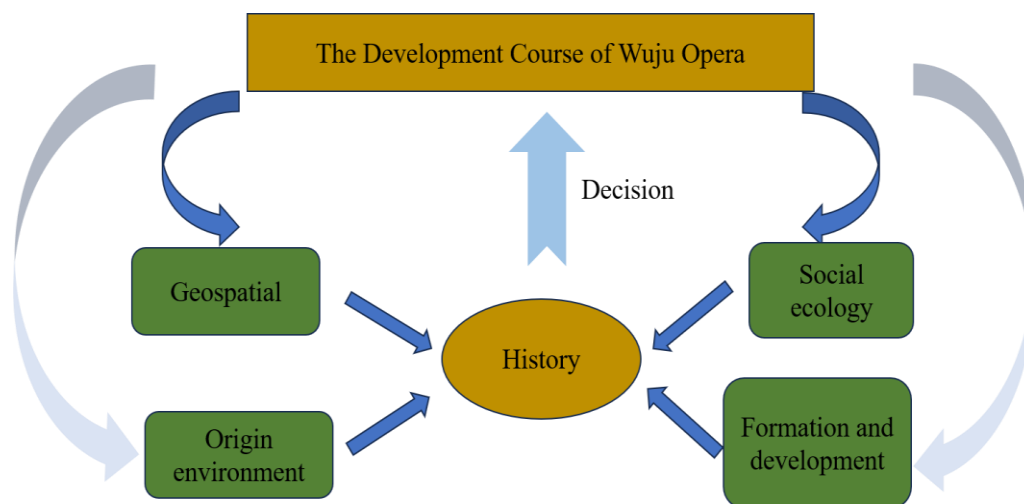 The Development Course of Wuju Opera
Decision
Geospatial
Social
ecology
History
Origin
environment
Formation and
development